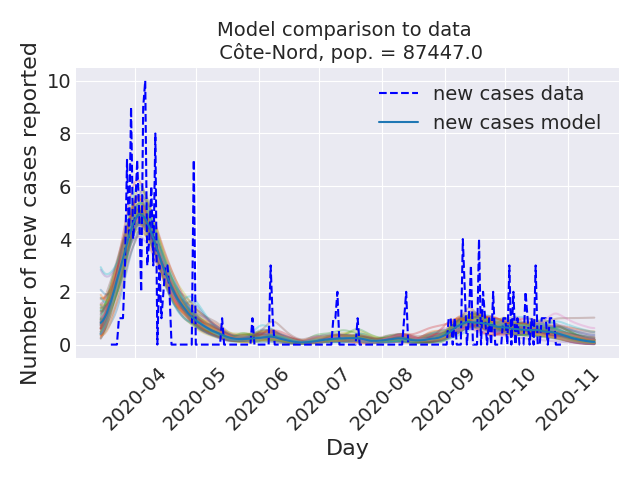 Model comparison to data
Côte-Nord, pop. = 87447.0
Number of new cases reported
10
8
6
4
2
0
new cases data
new cases model
2020-04
2020-05
2020-06
2020-07
2020-08
2020-09
2020-10
2020-11
Day